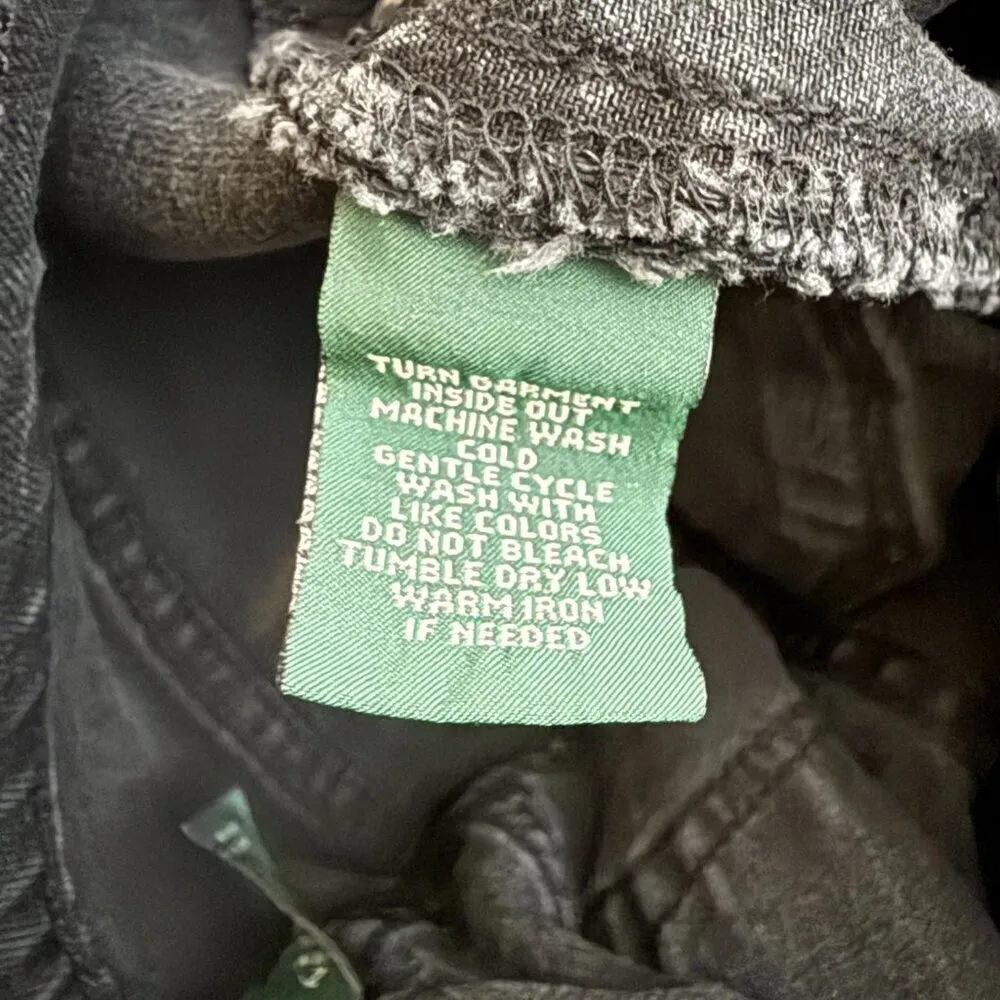 TURN GARMENT
INSIDE OUT
MACHINE WASH
COLD
GENTLE CYCLE
WASH WITH
LIKE COLORS
DO NOT BLEACH
TUMBLE DRY LOW
WARM IRON
IF NEEDED